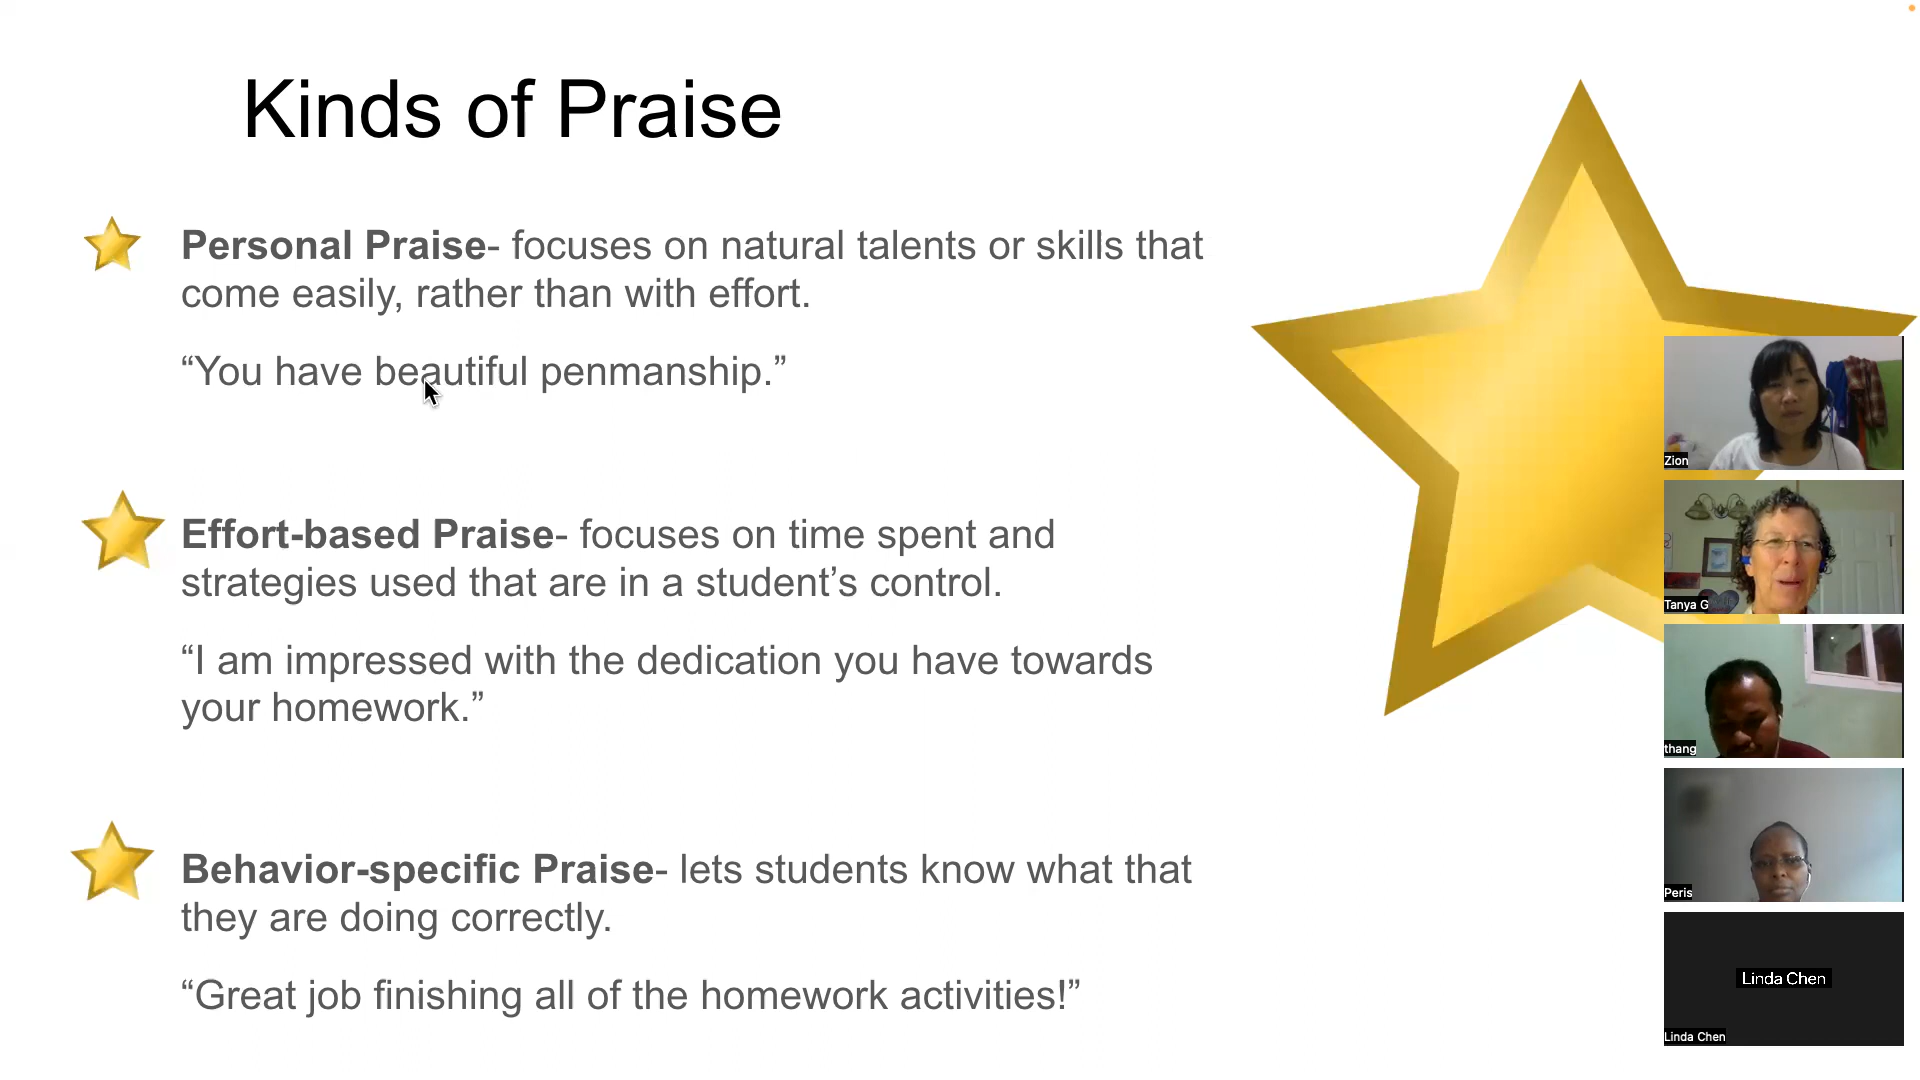 Kinds of Praise
Personal Praise- focuses on natural talents or skills that
come easily, rather than with effort.
“You have beautiful penmanship.”
Effort-based Praise- focuses on time spent and
strategies used that are in a student’s control.
“I am impressed with the dedication you have towards
your homework.”
Behavior-specific Praise- lets students know what that
they are doing correctly.
“Great job finishing all of the homework activities!”
Zion
Tanya G
thang
Peris
Linda Chen
Linda Chen